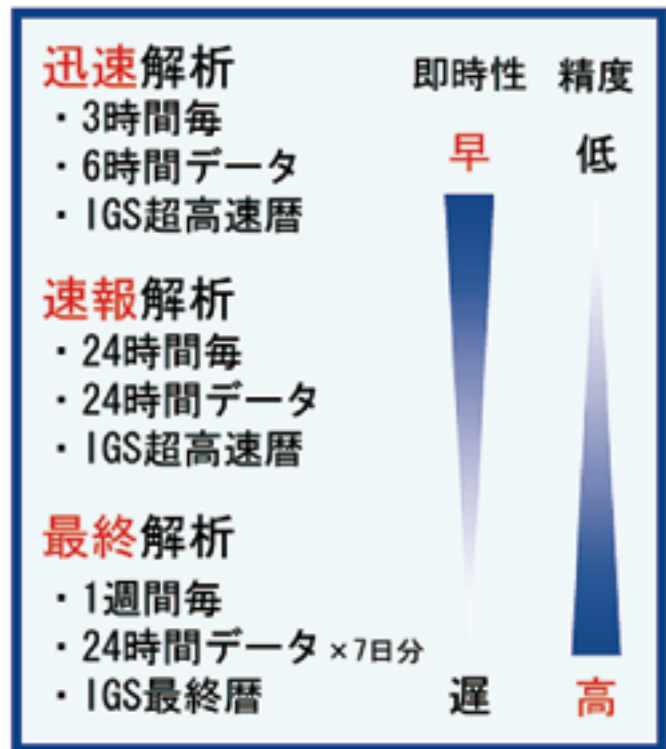 迅速解析
・3時間毎
・6時間データ
・IGS超高速暦
速報解析
・24時間毎
・24時間データ
・IGS超高速暦
最終解析
・1週間毎
・24時間データ×7日分
・IGS最終暦
即時性 精度
早 低
遅 高